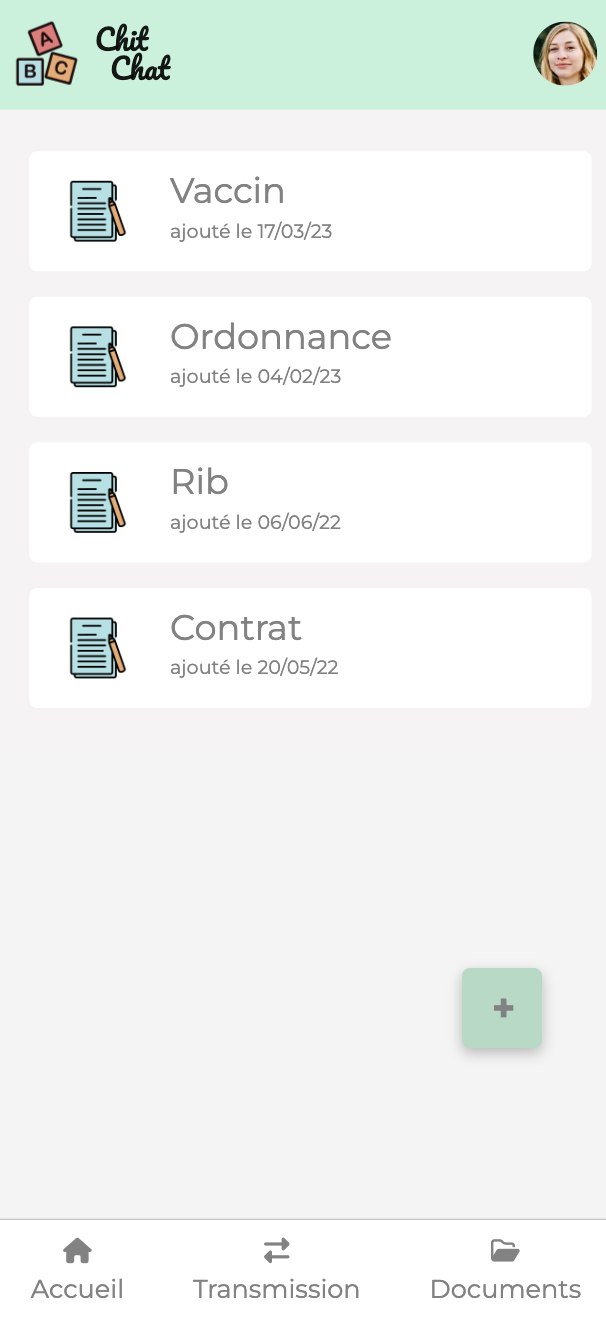 A
B
C
Chit
Chat
Vaccin
ajouté le 17/03/23
Ordonnance
ajouté le 04/02/23
Rib
ajouté le 06/06/22
Contrat
ajouté le 20/05/22
Accueil
Transmission
Documents